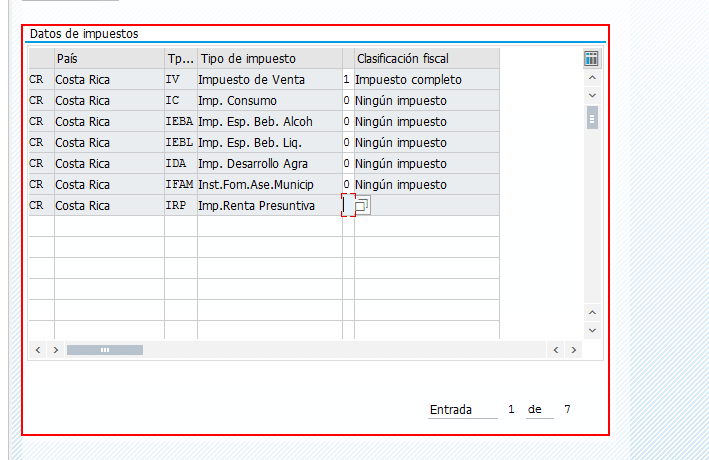 Datos de impuestos
País Tp... Tipo de impuesto Clasificación fiscal
CR Costa Rica IV Impuesto de Venta 1 Impuesto completo
CR Costa Rica IC Imp. Consumo 0 Ningún impuesto
CR Costa Rica IEBA Imp. Esp. Beb. Alcoh 0 Ningún impuesto
CR Costa Rica IEBL Imp. Esp. Beb. Liq. 0 Ningún impuesto
CR Costa Rica IDA Imp. Desarrollo Agra 0 Ningún impuesto
CR Costa Rica IFAM Inst.Fom.Ase.Municip 0 Ningún impuesto
CR Costa Rica IRP Imp.Renta Presuntiva
Entrada 1 de 7